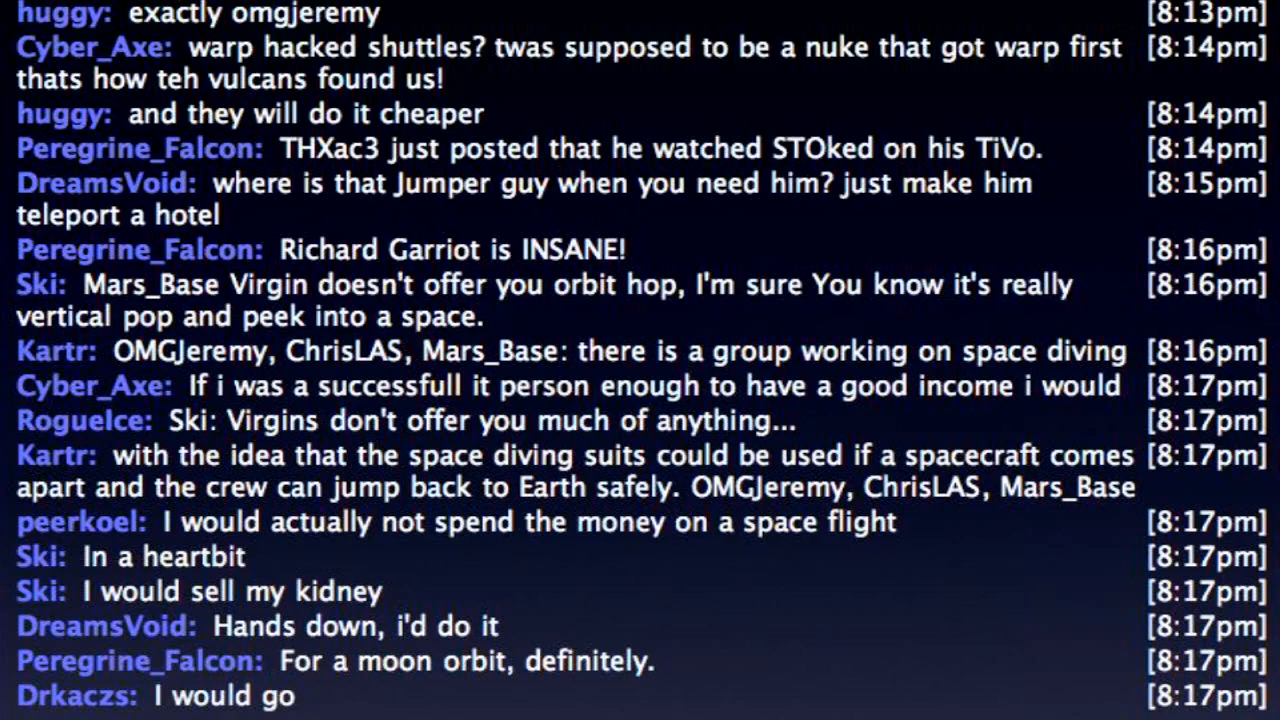 huggy: exactly omgjeremy [8:13pm]
Cyber_Axe: warp hacked shuttles? twas supposed to be a nuke that got warp first [8:14pm]
thats how teh vulcans found us!
huggy: and they will do it cheaper [8:14pm]
Peregrine_Falcon: THXac3 just posted that he watched STOked on his TiVo. [8:14pm]
DreamsVoid: where is that Jumper guy when you need him? just make him [8:15pm]
teleport a hotel
Peregrine_Falcon: Richard Garriot is INSANE! [8:16pm]
Ski: Mars_Base Virgin doesn't offer you orbit hop, I'm sure You know it's really [8:16pm]
vertical pop and peek into a space.
Kartr: OMGJeremy, ChrisLAS, Mars_Base: there is a group working on space diving [8:16pm]
Cyber_Axe: If i was a successfull it person enough to have a good income i would [8:17pm]
RogueIce: Ski: Virgins don't offer you much of anything... [8:17pm]
Kartr: with the idea that the space diving suits could be used if a spacecraft comes [8:17pm]
apart and the crew can jump back to Earth safely. OMGJeremy, ChrisLAS, Mars_Base
peerkoel: I would actually not spend the money on a space flight [8:17pm]
Ski: In a heartbit [8:17pm]
Ski: I would sell my kidney [8:17pm]
DreamsVoid: Hands down, i'd do it [8:17pm]
Peregrine_Falcon: For a moon orbit, definitely. [8:17pm]
Drkaczs: I would go [8:17pm]